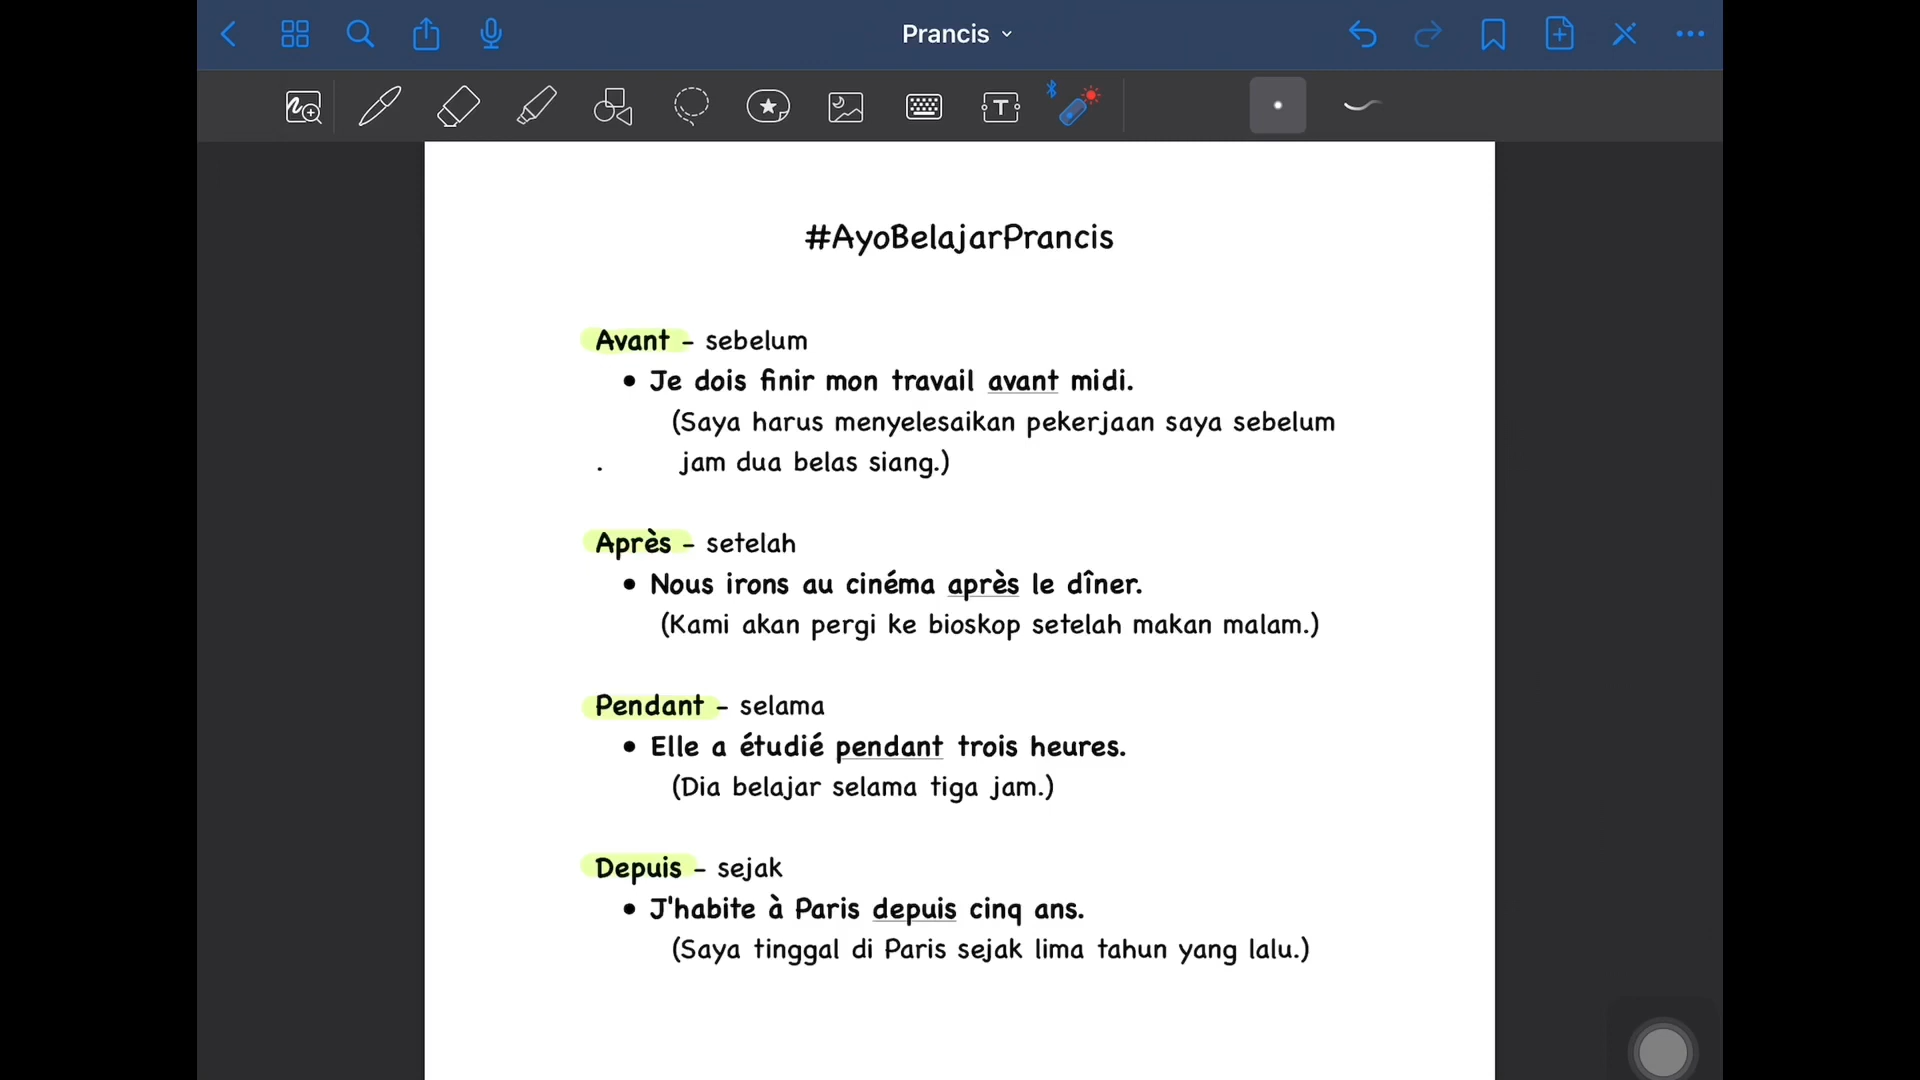 Prancis
#AyoBelajarPrancis
Avant - sebelum
• Je dois finir mon travail avant midi.
(Saya harus menyelesaikan pekerjaan saya sebelum
. jam dua belas siang.)
Après - setelah
• Nous irons au cinéma après le dîner.
(Kami akan pergi ke bioskop setelah makan malam.)
Pendant - selama
• Elle a étudié pendant trois heures.
(Dia belajar selama tiga jam.)
Depuis - sejak
• J'habite à Paris depuis cinq ans.
(Saya tinggal di Paris sejak lima tahun yang lalu.)